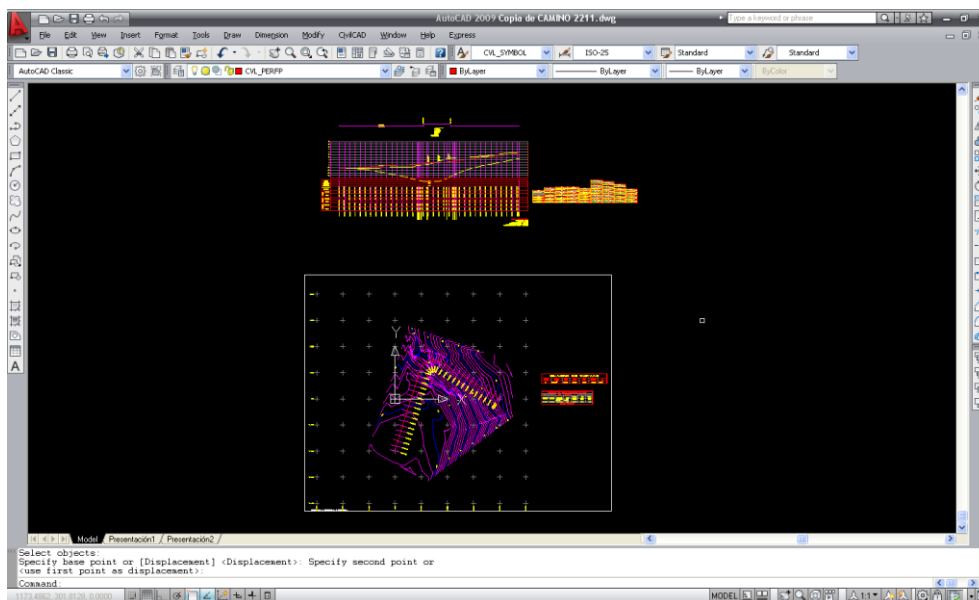 AutoCAD 2009 Copia de CAMINO 2211.dwg
Type a keyword or phrase
File Edit View Insert Format Tools Draw Dimension Modify CivilCAD Window Help Express
CVL_SYMBOL ISO-25 Standard Standard
AutoCAD Classic CVL_PERFP ByLayer ByLayer ByLayer ByColor
A
Y
X
Model Presentación1 Presentación2
Select objects:
Specify base point or [Displacement] <Displacement>: Specify second point or
<use first point as displacement>:
Command:
MODEL 1:1